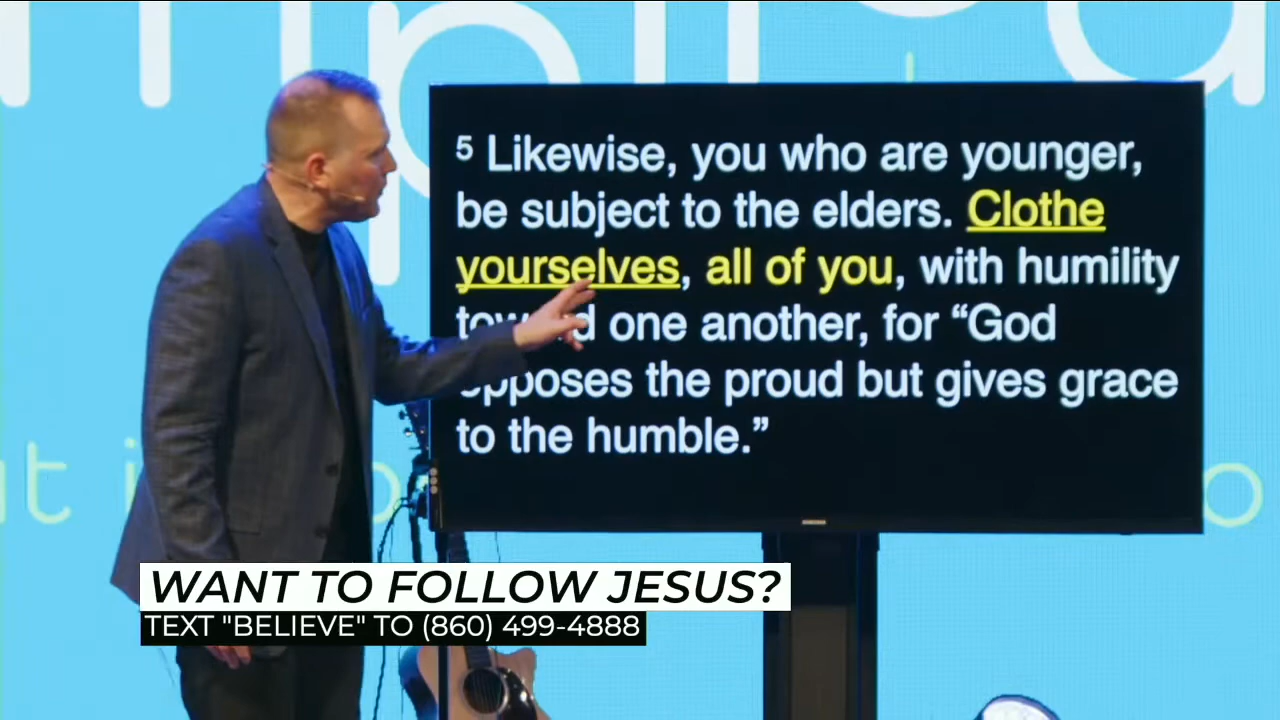 5 Likewise, you who are younger,
be subject to the elders. Clothe
yourselves, all of you, with humility
toward one another, for “God
opposes the proud but gives grace
to the humble.”
WANT TO FOLLOW JESUS?
TEXT "BELIEVE" TO (860) 499-4888